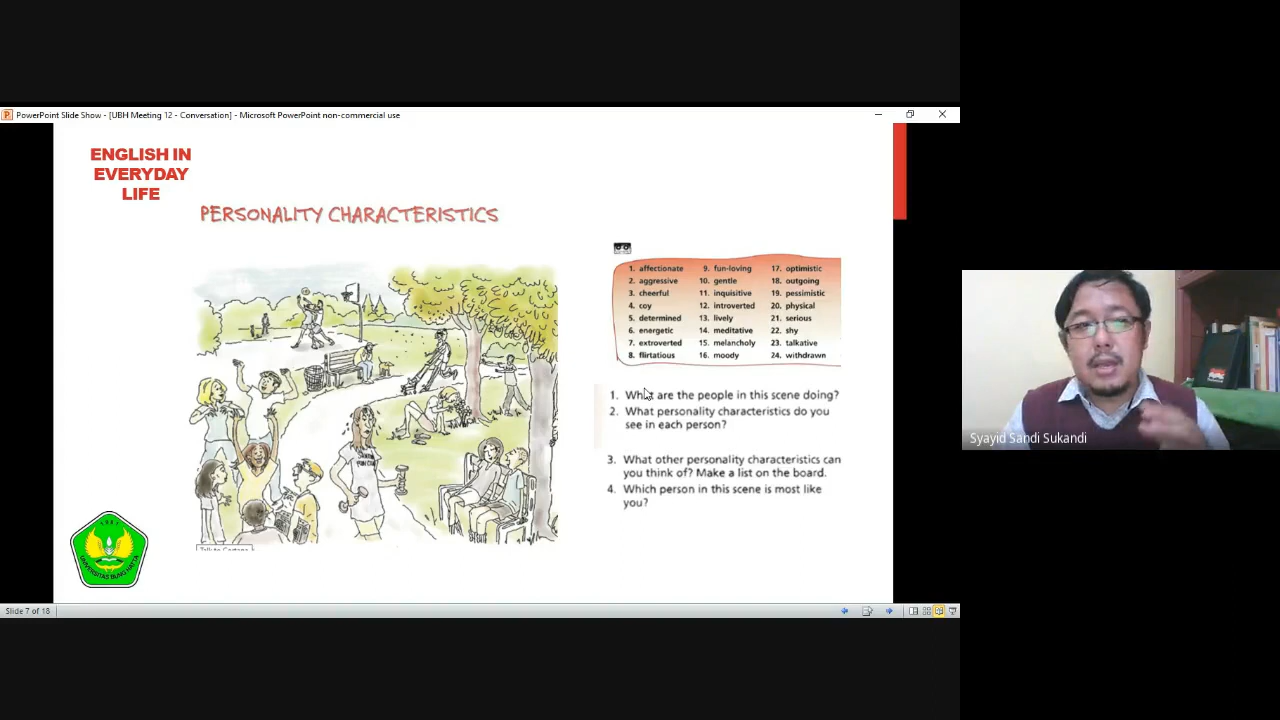 PowerPoint Slide Show - [UBH Meeting 12 - Conversation] - Microsoft PowerPoint non-commercial use
ENGLISH IN
EVERYDAY
LIFE
PERSONALITY CHARACTERISTICS
1. affectionate
2. aggressive
3. cheerful
4. coy
5. determined
6. energetic
7. extroverted
8. flirtatious
9. fun-loving
10. gentle
11. inquisitive
12. introverted
13. lively
14. meditative
15. melancholy
16. moody
17. optimistic
18. outgoing
19. pessimistic
20. physical
21. serious
22. shy
23. talkative
24. withdrawn
1. What are the people in this scene doing?
2. What personality characteristics do you
see in each person?
3. What other personality characteristics can
you think of? Make a list on the board.
4. Which person in this scene is most like
you?
UNIVERSITAS BUNG HATTA
Slide 7 of 18
Syayid Sandi Sukandi